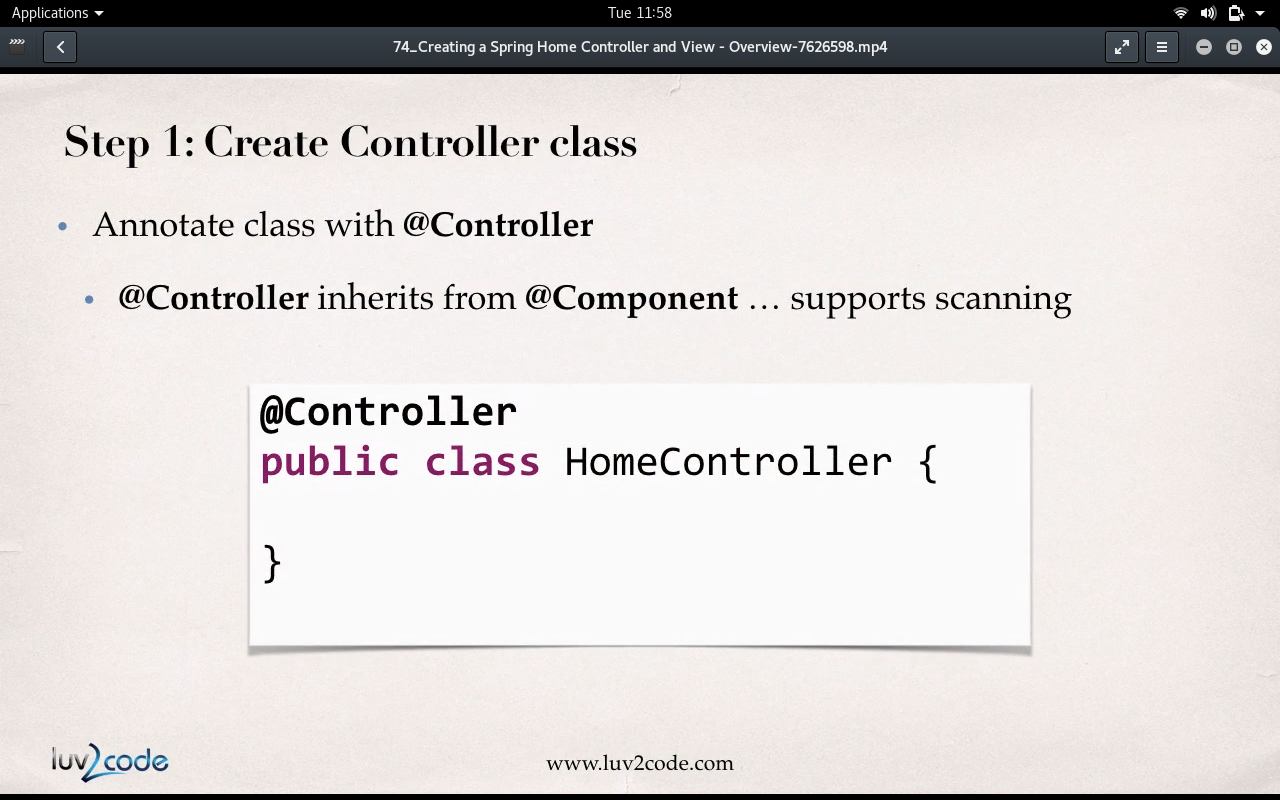 Applications
Tue 11:58
74_Creating a Spring Home Controller and View - Overview-7626598.mp4
Step 1: Create Controller class
• Annotate class with @Controller
• @Controller inherits from @Component … supports scanning
@Controller
public class HomeController {
}
luv2code
www.luv2code.com